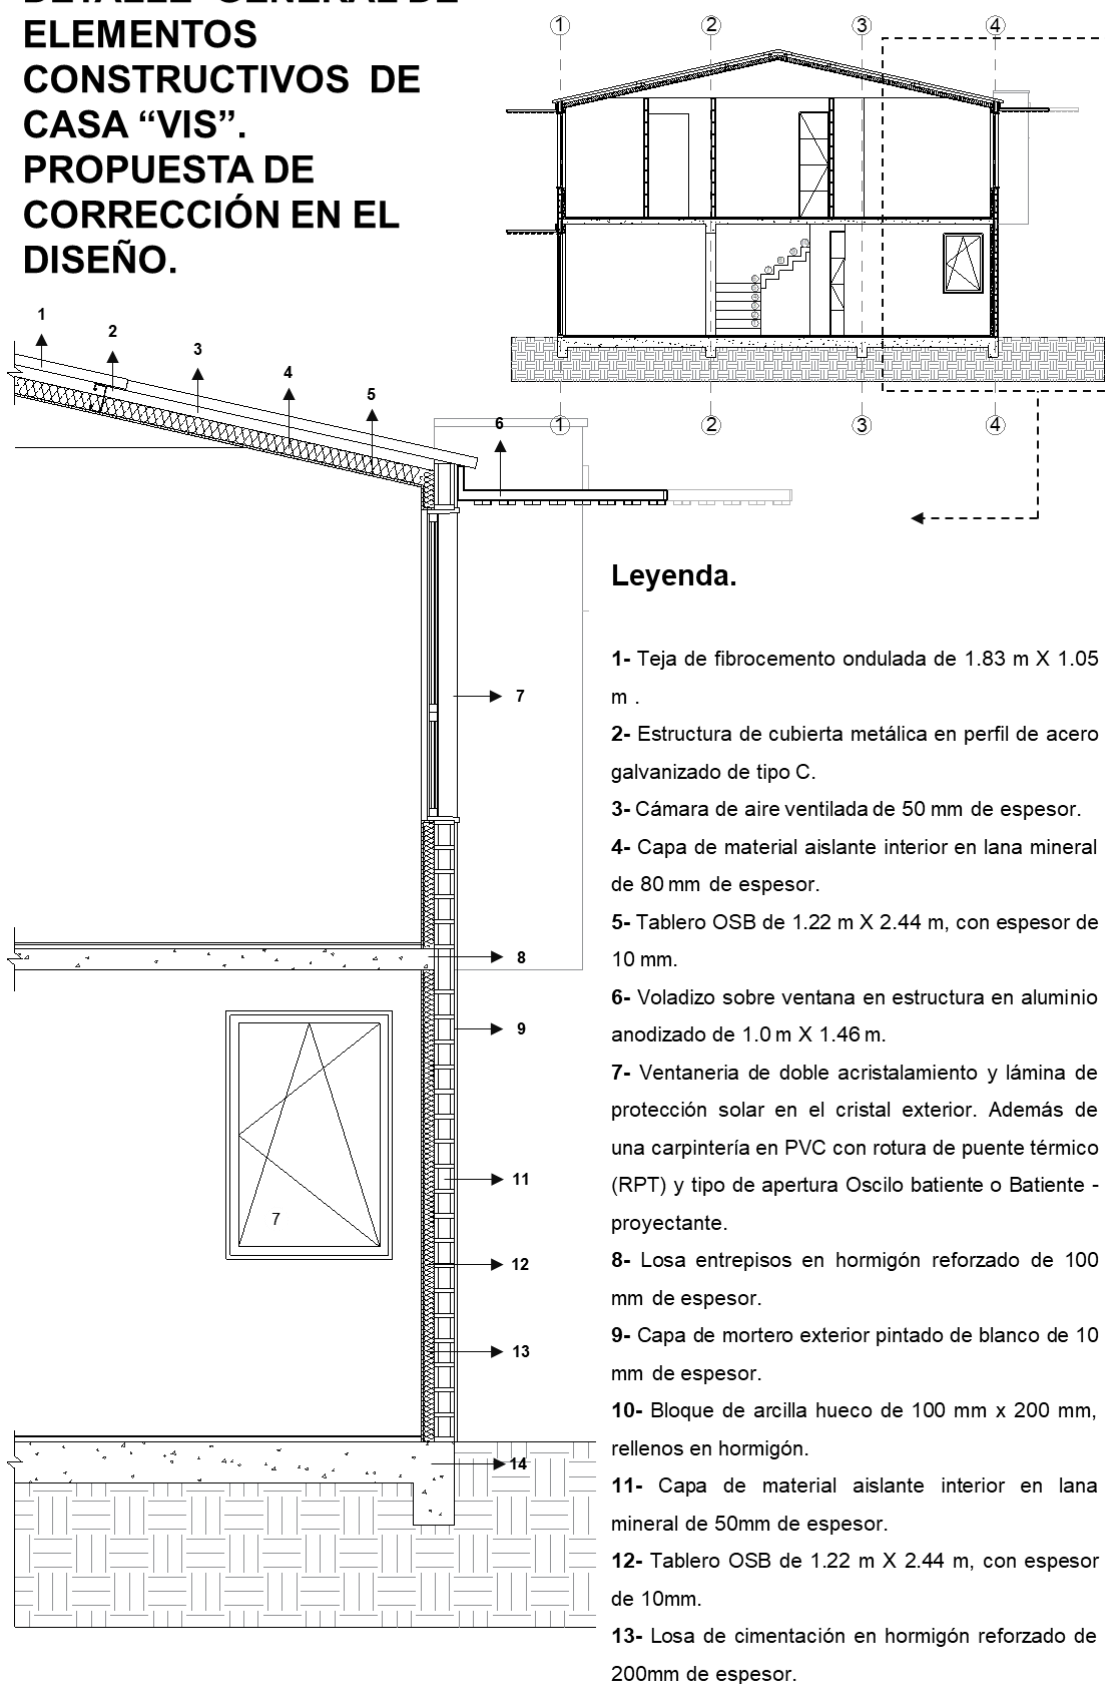 DETALLE GENERAL DE
ELEMENTOS
CONSTRUCTIVOS DE
CASA “VIS”.
PROPUESTA DE
CORRECCIÓN EN EL
DISEÑO.
1
2
3
4
1
2
3
4
1
2
3
4
5
6
7
8
9
11
7
12
13
14
Leyenda.
1- Teja de fibrocemento ondulada de 1.83 m X 1.05
m .
2- Estructura de cubierta metálica en perfil de acero
galvanizado de tipo C.
3- Cámara de aire ventilada de 50 mm de espesor.
4- Capa de material aislante interior en lana mineral
de 80 mm de espesor.
5- Tablero OSB de 1.22 m X 2.44 m, con espesor de
10 mm.
6- Voladizo sobre ventana en estructura en aluminio
anodizado de 1.0 m X 1.46 m.
7- Ventaneria de doble acristalamiento y lámina de
protección solar en el cristal exterior. Además de
una carpintería en PVC con rotura de puente térmico
(RPT) y tipo de apertura Oscilo batiente o Batiente -
proyectante.
8- Losa entrepisos en hormigón reforzado de 100
mm de espesor.
9- Capa de mortero exterior pintado de blanco de 10
mm de espesor.
10- Bloque de arcilla hueco de 100 mm x 200 mm,
rellenos en hormigón.
11- Capa de material aislante interior en lana
mineral de 50mm de espesor.
12- Tablero OSB de 1.22 m X 2.44 m, con espesor
de 10mm.
13- Losa de cimentación en hormigón reforzado de
200mm de espesor.